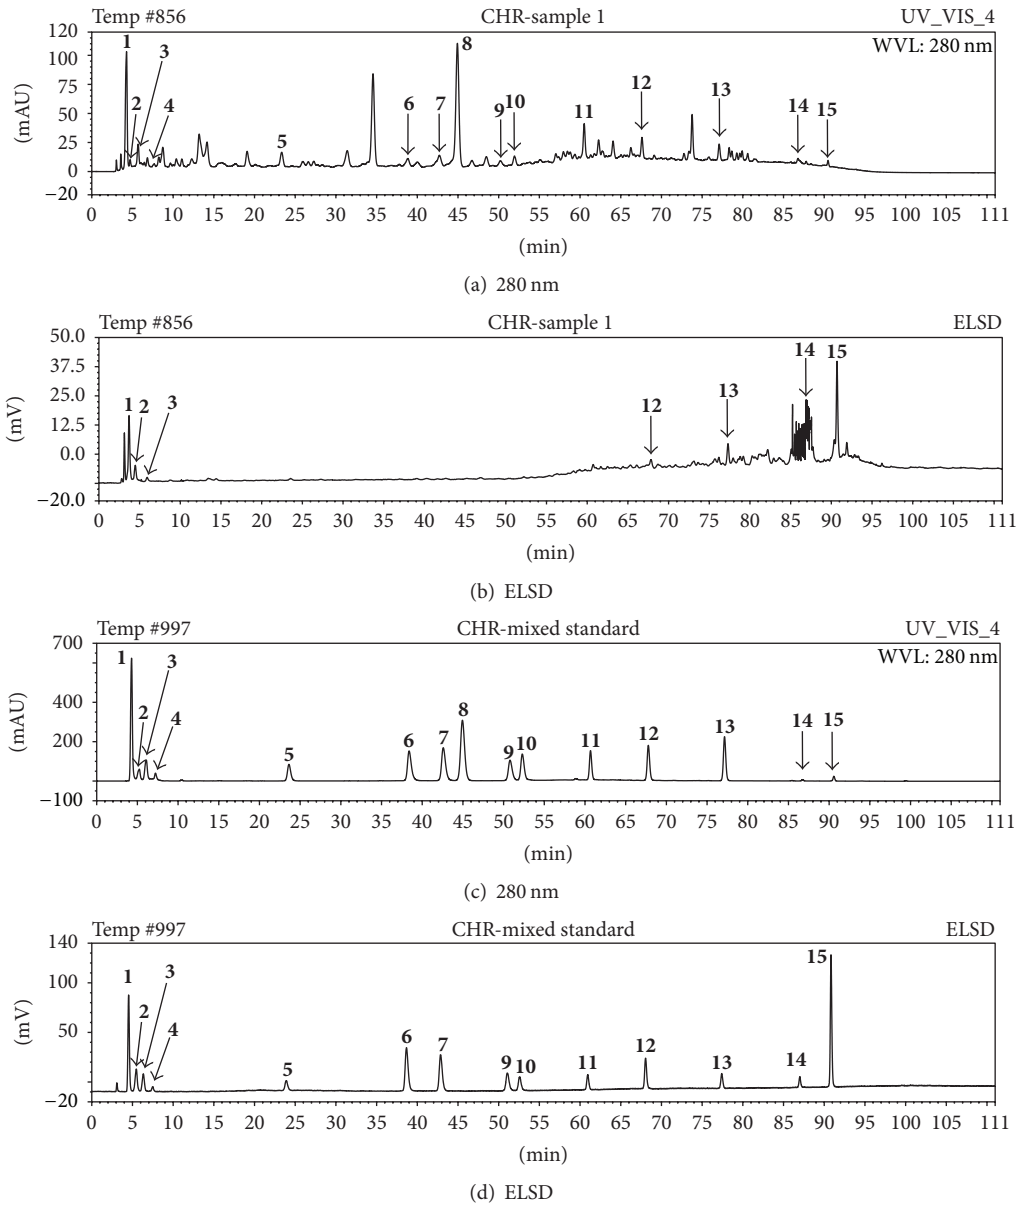 Temp #856 CHR-sample 1 UV_VIS_4
WVL: 280 nm
120
100
75
50
25
0
−20
(mAU)
1 2 3 4 5 6 7 8 9 10 11 12 13 14 15
0 5 10 15 20 25 30 35 40 45 50 55 60 65 70 75 80 85 90 95 100 105 111
(min)
(a) 280 nm
Temp #856 CHR-sample 1 ELSD
50.0
37.5
25.0
12.5
0.0
−20.0
(mV)
1 2 3 12 13 14 15
0 5 10 15 20 25 30 35 40 45 50 55 60 65 70 75 80 85 90 95 100 105 111
(min)
(b) ELSD
Temp #997 CHR-mixed standard UV_VIS_4
WVL: 280 nm
700
400
200
−100
(mAU)
1 2 3 4 5 6 7 8 9 10 11 12 13 14 15
0 5 10 15 20 25 30 35 40 45 50 55 60 65 70 75 80 85 90 95 100 105 111
(min)
(c) 280 nm
Temp #997 CHR-mixed standard ELSD
140
100
50
−20
(mV)
1 2 3 4 5 6 7 9 10 11 12 13 14 15
0 5 10 15 20 25 30 35 40 45 50 55 60 65 70 75 80 85 90 95 100 105 111
(min)
(d) ELSD